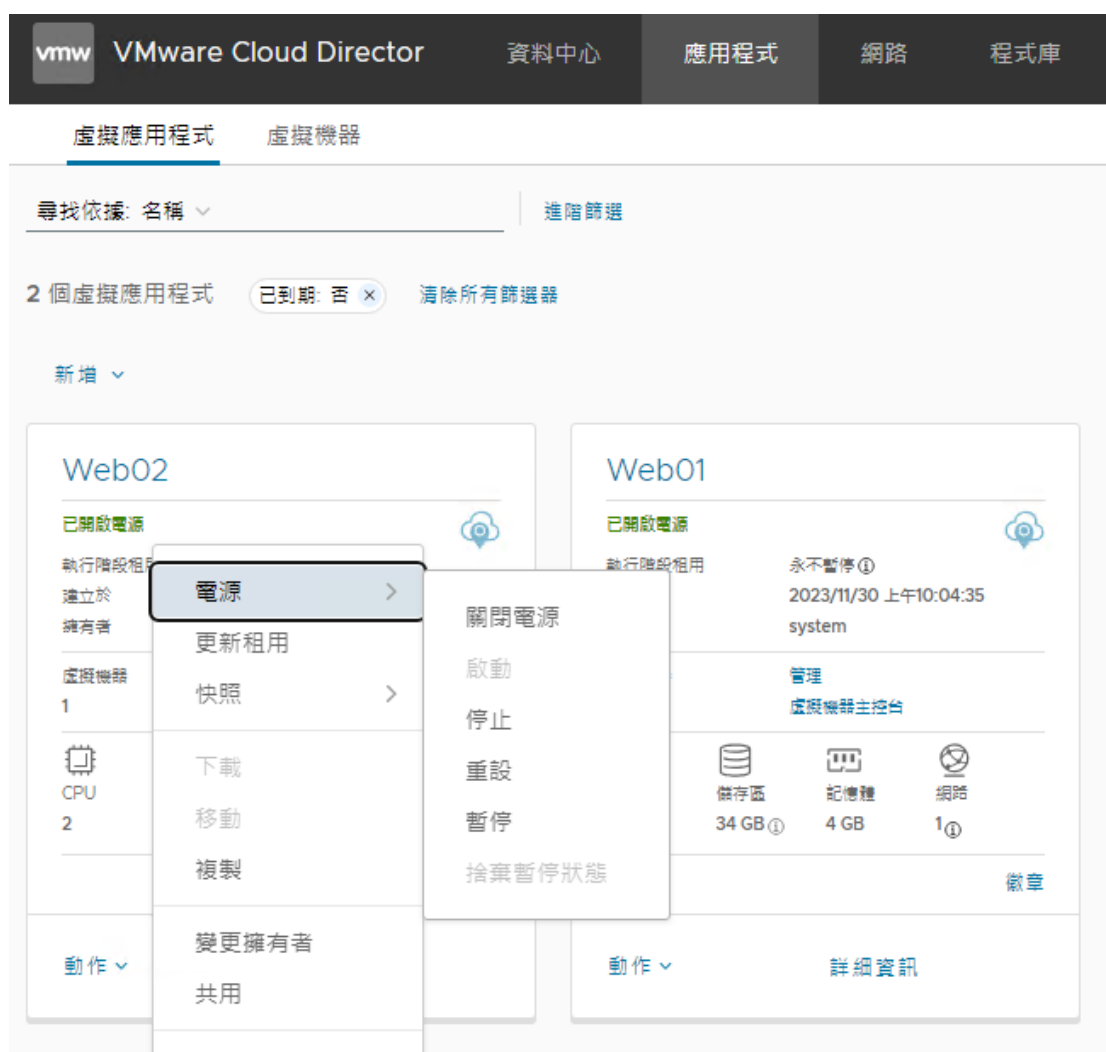 vmw VMware Cloud Director 資料中心 應用程式 網路 程式庫
虛擬應用程式 虛擬機器
尋找依據: 名稱 進階篩選
2 個虛擬應用程式 已到期: 否 × 清除所有篩選器
新增
Web02
已開啟電源
執行階段租
建立於
擁有者
虛擬機器
1
CPU
2
動作
電源
更新租用
快照
下載
移動
複製
變更擁有者
共用
關閉電源
啟動
停止
重設
暫停
捨棄暫停狀態
Web01
已開啟電源
執行階段租用 永不暫停
2023/11/30 上午10:04:35
system
管理
虛擬機器主控台
儲存區 記憶體 網路
34 GB 4 GB 1
徽章
動作 詳細資訊